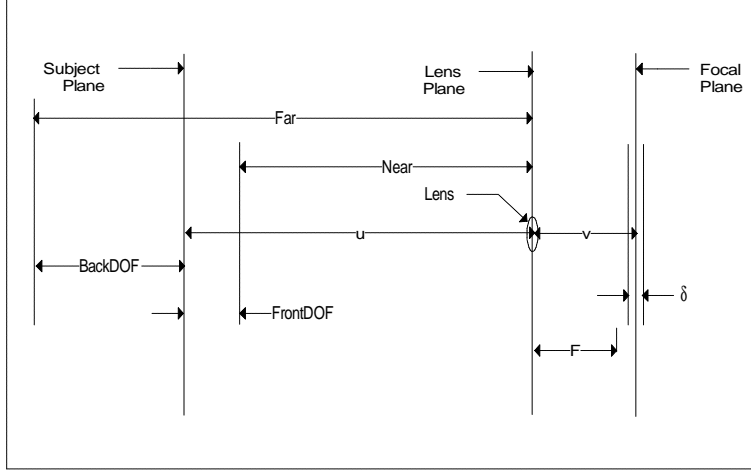 Subject
Plane
Lens
Plane
Focal
Plane
Far
Near
Lens
u
v
BackDOF
δ
FrontDOF
F